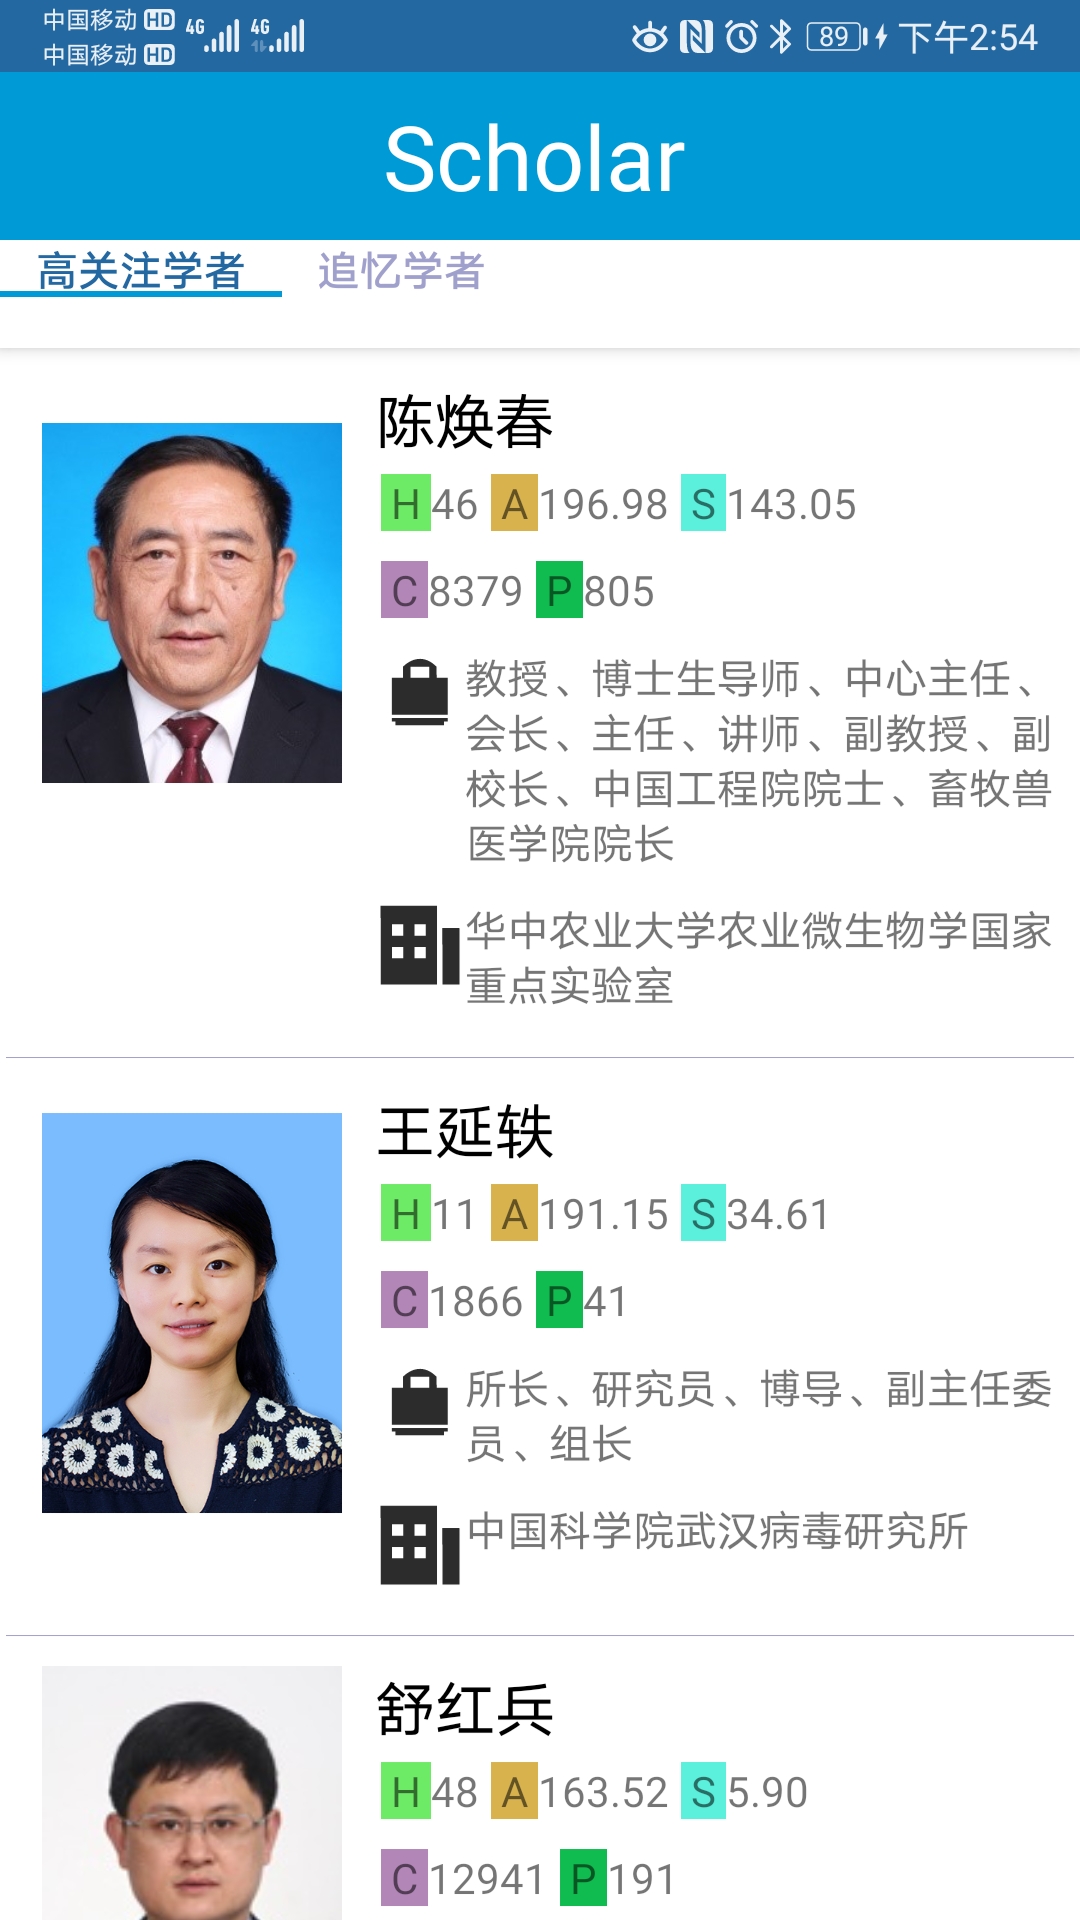 中国移动 HD 4G 4G 89 下午2:54
中国移动 HD
Scholar
高关注学者 追忆学者
陈焕春
H 46 A 196.98 S 143.05
C 8379 P 805
教授、博士生导师、中心主任、
会长、主任、讲师、副教授、副
校长、中国工程院院士、畜牧兽
医学院院长
华中农业大学农业微生物学国家
重点实验室
王延轶
H 11 A 191.15 S 34.61
C 1866 P 41
所长、研究员、博导、副主任委
员、组长
中国科学院武汉病毒研究所
舒红兵
H 48 A 163.52 S 5.90
C 12941 P 191